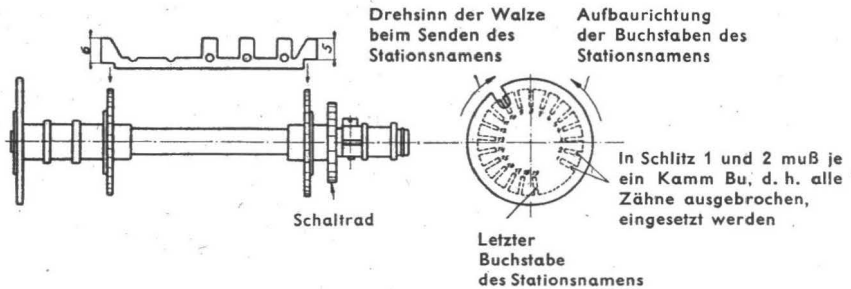 Drehsinn der Walze
beim Senden des
Stationsnamens
Aufbaurichtung
der Buchstaben des
Stationsnamens
6
5
In Schlitz 1 und 2 muß je
ein Kamm Bu, d. h. alle
Zähne ausgebrochen,
eingesetzt werden
Schaltrad
Letzter
Buchstabe
des Stationsnamens